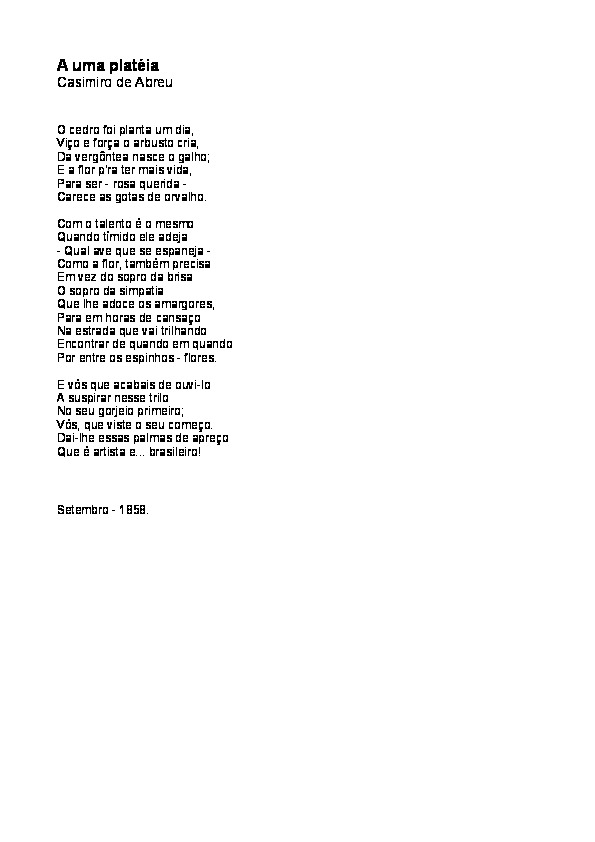 A uma platéia
Casimiro de Abreu
O cedro foi planta um dia,
Viço e força o arbusto cria,
Da vergôntea nasce o galho;
E a flor p'ra ter mais vida,
Para ser - rosa querida -
Carece as gotas de orvalho.
Com o talento é o mesmo
Quando tímido ele adeja
- Qual ave que se espaneja -
Como a flor, também precisa
Em vez do sopro da brisa
O sopro da simpatia
Que lhe adoce os amargores,
Para em horas de cansaço
Na estrada que vai trilhando
Encontrar de quando em quando
Por entre os espinhos - flores.
E vós que acabais de ouvi-lo
A suspirar nesse trilo
No seu gorjeio primeiro;
Vós, que viste o seu começo.
Dai-lhe essas palmas de apreço
Que é artista e... brasileiro!
Setembro - 1858.